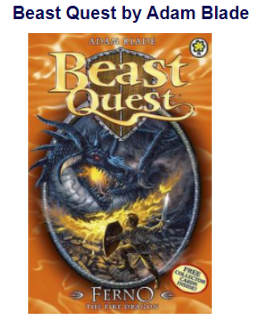 Beast Quest by Adam Blade
ADAM BLADE
BEAST
QUEST
FREE
COLLECTOR
CARDS
INSIDE!
FERNO
THE FIRE DRAGON